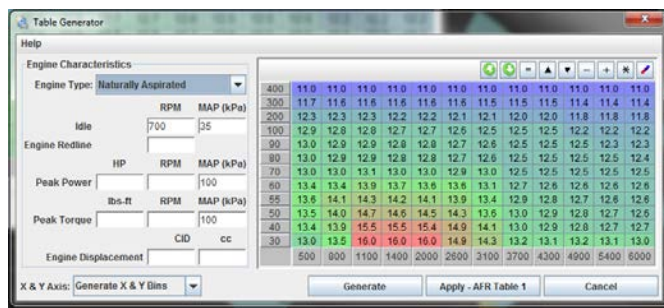 Table Generator
Help
Engine Characteristics
Engine Type: Naturally Aspirated
RPM MAP (kPa)
Idle 700 35
Engine Redline
HP RPM MAP (kPa)
Peak Power 100
lbs-ft RPM MAP (kPa)
Peak Torque 100
CID cc
Engine Displacement
X & Y Axis: Generate X & Y Bins
400 11.0 11.0 11.0 11.0 11.0 11.0 11.0 11.0 11.0 11.0 11.0 11.0
300 11.7 11.6 11.6 11.6 11.6 11.6 11.5 11.5 11.5 11.4 11.4 11.4
200 12.3 12.3 12.3 12.2 12.2 12.1 12.1 12.0 12.0 11.8 11.8 11.8
100 12.9 12.8 12.8 12.7 12.7 12.6 12.5 12.5 12.5 12.2 12.2 12.2
90 13.0 12.9 12.9 12.8 12.8 12.7 12.6 12.5 12.5 12.5 12.3 12.3
80 13.0 12.9 12.9 12.8 12.8 12.7 12.6 12.5 12.5 12.5 12.5 12.4
70 13.0 13.0 13.1 13.0 13.0 12.9 13.0 12.5 12.5 12.5 12.5 12.5
60 13.4 13.4 13.9 13.7 13.6 13.6 13.1 12.7 12.6 12.6 12.6 12.6
55 13.6 14.1 14.3 14.2 14.1 13.9 13.4 12.9 12.8 12.7 12.6 12.6
50 13.5 14.0 14.7 14.6 14.5 14.3 13.6 13.0 12.9 12.8 12.7 12.6
40 13.4 13.9 15.5 15.5 15.4 14.9 14.1 13.0 12.9 12.9 12.8 12.7
30 13.0 13.5 16.0 16.0 16.0 14.9 14.3 13.2 13.1 13.2 13.1 13.0
500 800 1100 1400 2000 2600 3100 3700 4300 4900 5400 6000
Generate Apply - AFR Table 1 Cancel